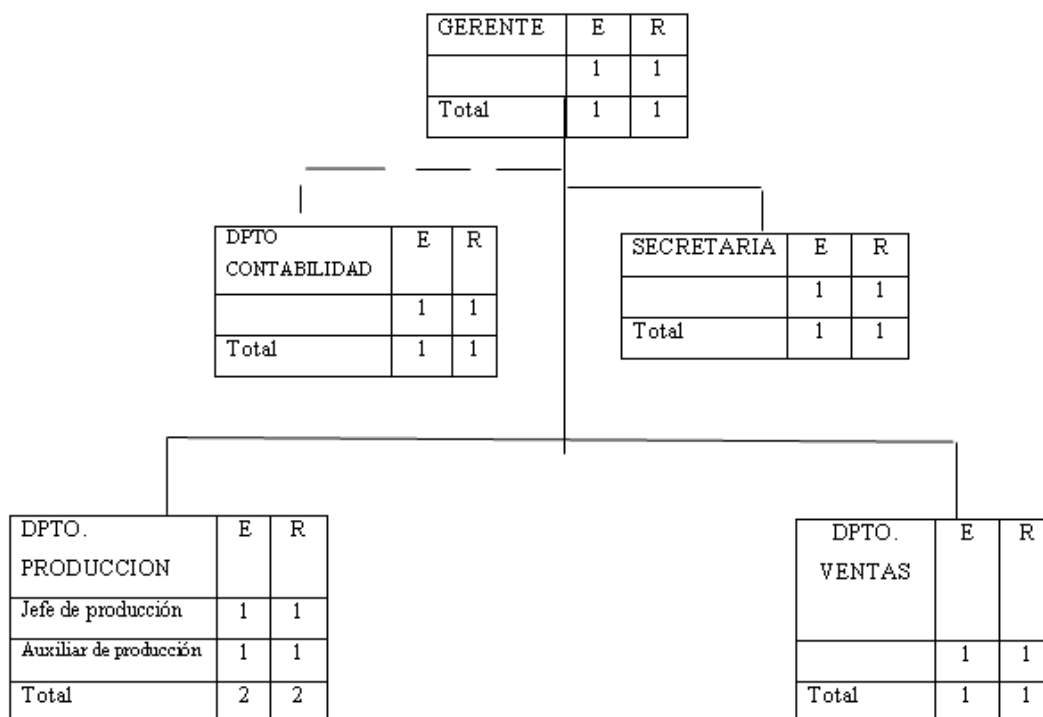 GERENTE E R
1 1
Total 1 1
DPTO E R
CONTABILIDAD
1 1
Total 1 1
SECRETARIA E R
1 1
Total 1 1
DPTO. E R
PRODUCCION
Jefe de producción 1 1
Auxiliar de producción 1 1
Total 2 2
DPTO. E R
VENTAS
1 1
Total 1 1